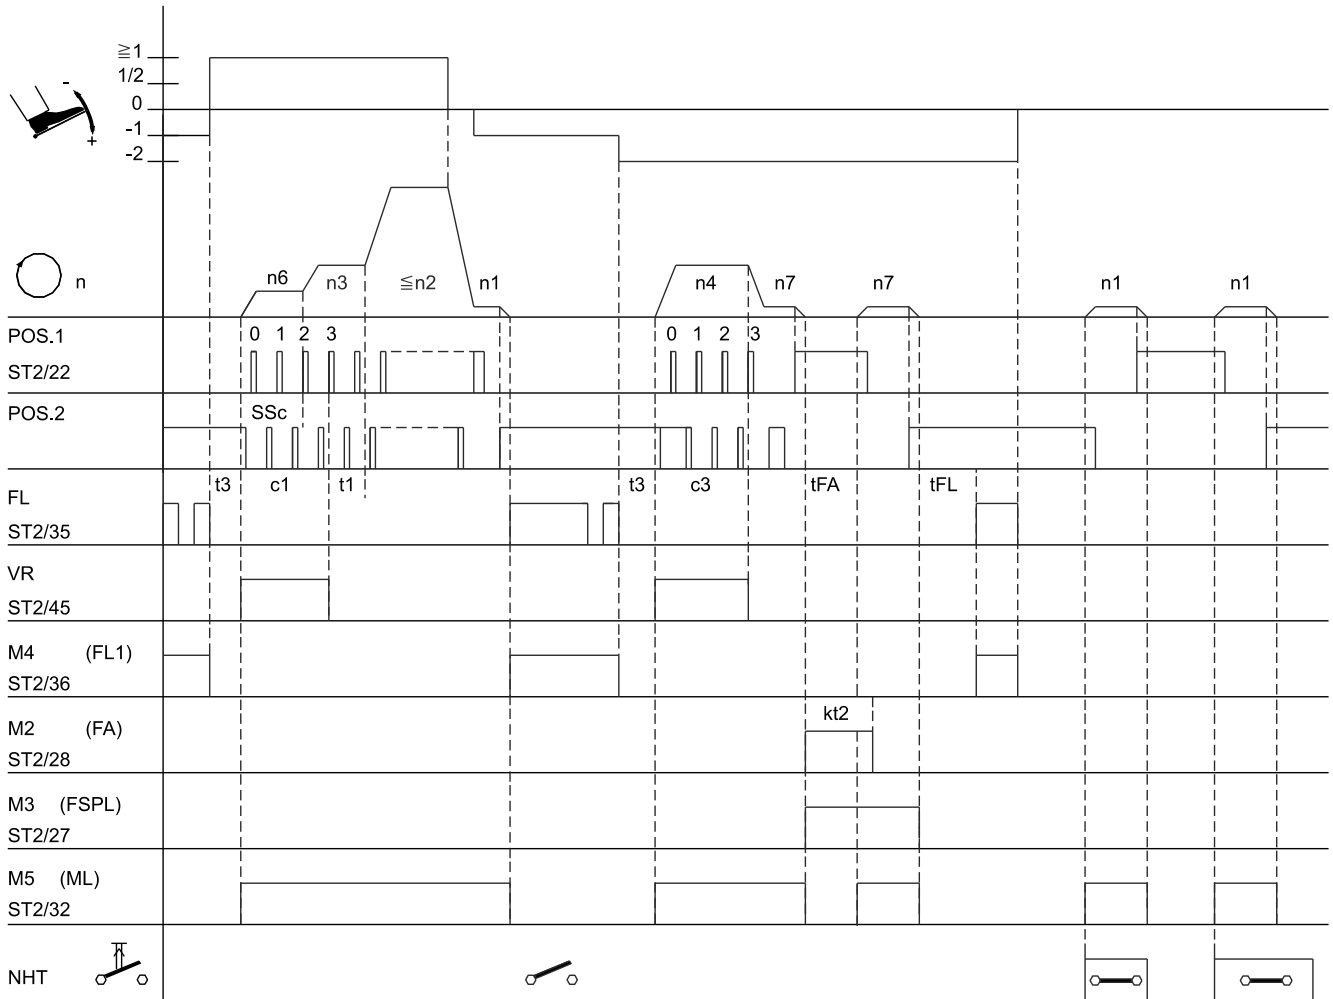 ≧1
1/2
0
-1
-2
-
+
n
n6 n3 ≦n2 n1 n4 n7 n7 n1 n1
POS.1 0 1 2 3 0 1 2 3
ST2/22
POS.2 SSc
t3 c1 t1 t3 c3 tFA tFL
FL
ST2/35
VR
ST2/45
M4 (FL1)
ST2/36
kt2
M2 (FA)
ST2/28
M3 (FSPL)
ST2/27
M5 (ML)
ST2/32
NHT